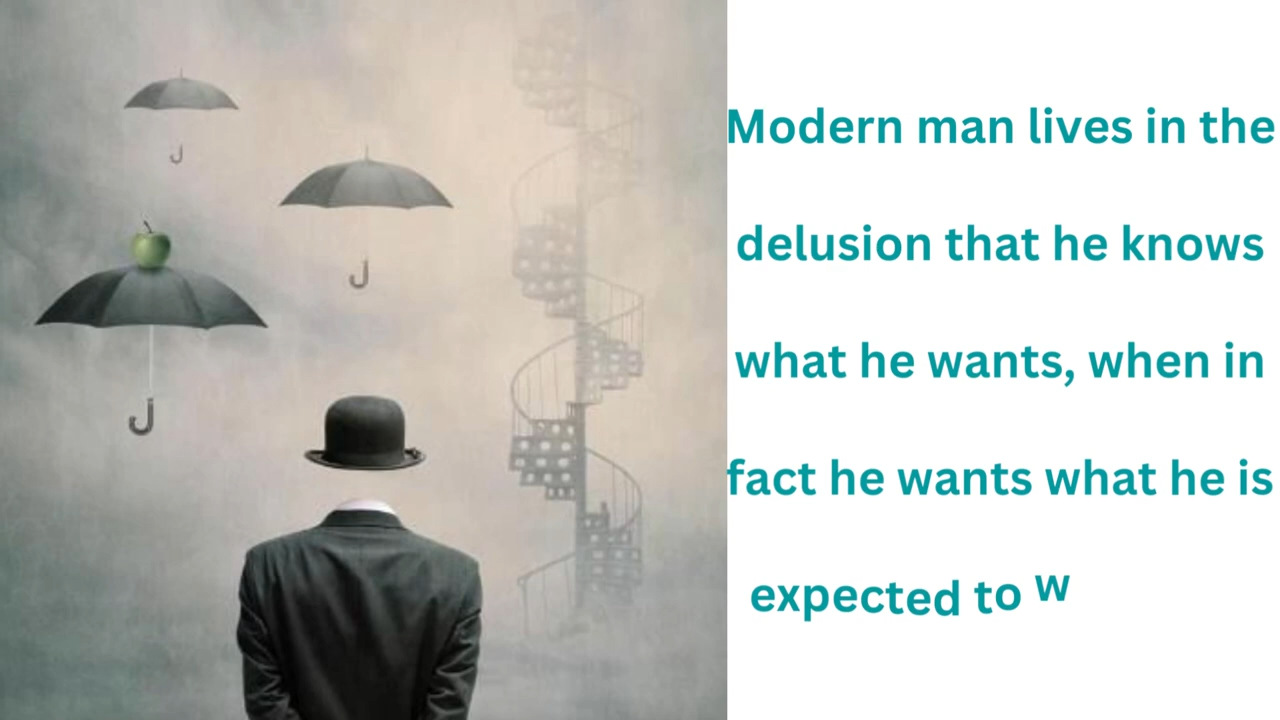 Modern man lives in the
delusion that he knows
what he wants, when in
fact he wants what he is
expected to w